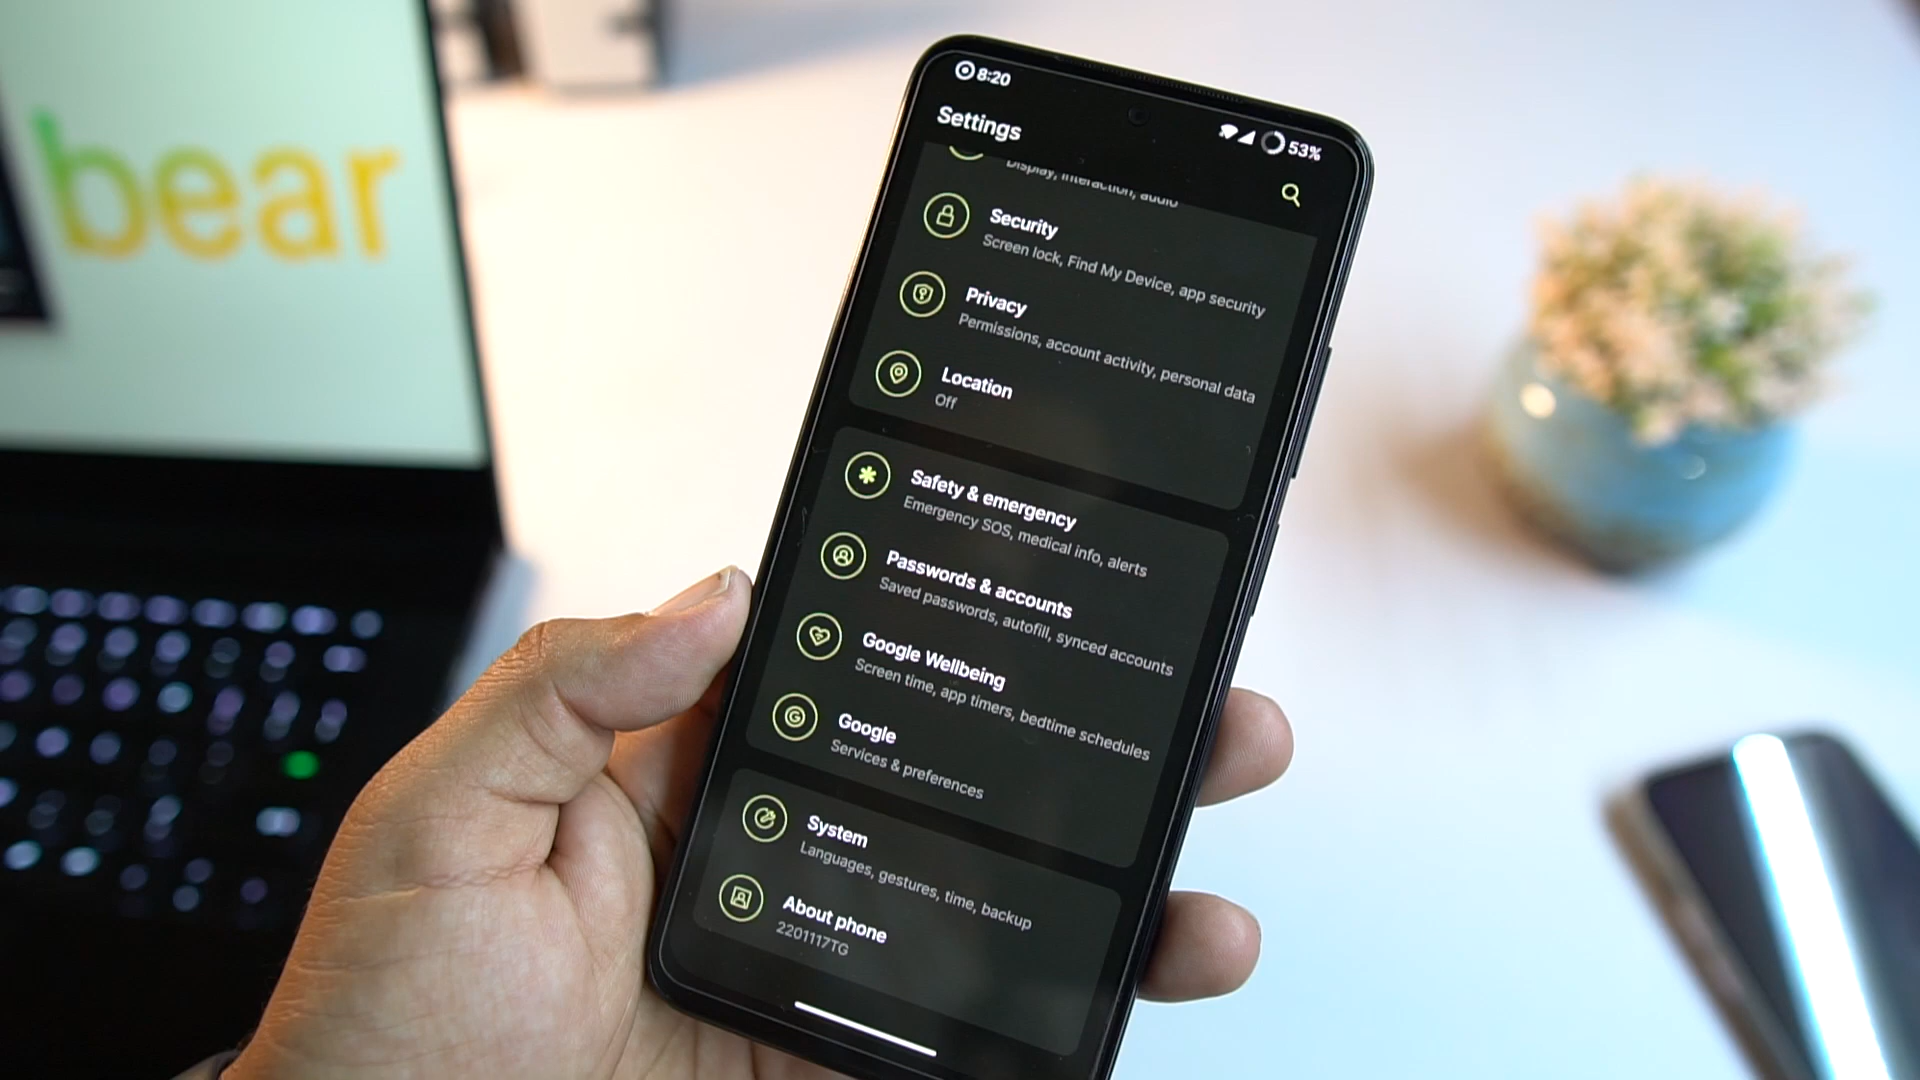 bear
8:20
53%
Settings
Display, interaction, audio
Security
Screen lock, Find My Device, app security
Privacy
Permissions, account activity, personal data
Location
Off
Safety & emergency
Emergency SOS, medical info, alerts
Passwords & accounts
Saved passwords, autofill, synced accounts
Google Wellbeing
Screen time, app timers, bedtime schedules
Google
Services & preferences
System
Languages, gestures, time, backup
About phone
2201117TG